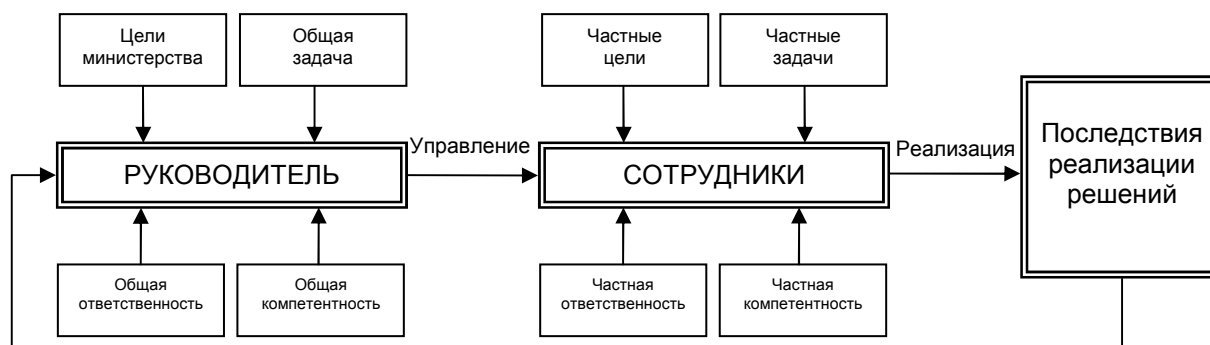 Цели
министерства
Общая
задача
Частные
цели
Частные
задачи
РУКОВОДИТЕЛЬ
Управление
СОТРУДНИКИ
Реализация
Последствия
реализации
решений
Общая
ответственность
Общая
компетентность
Частная
ответственность
Частная
компетентность